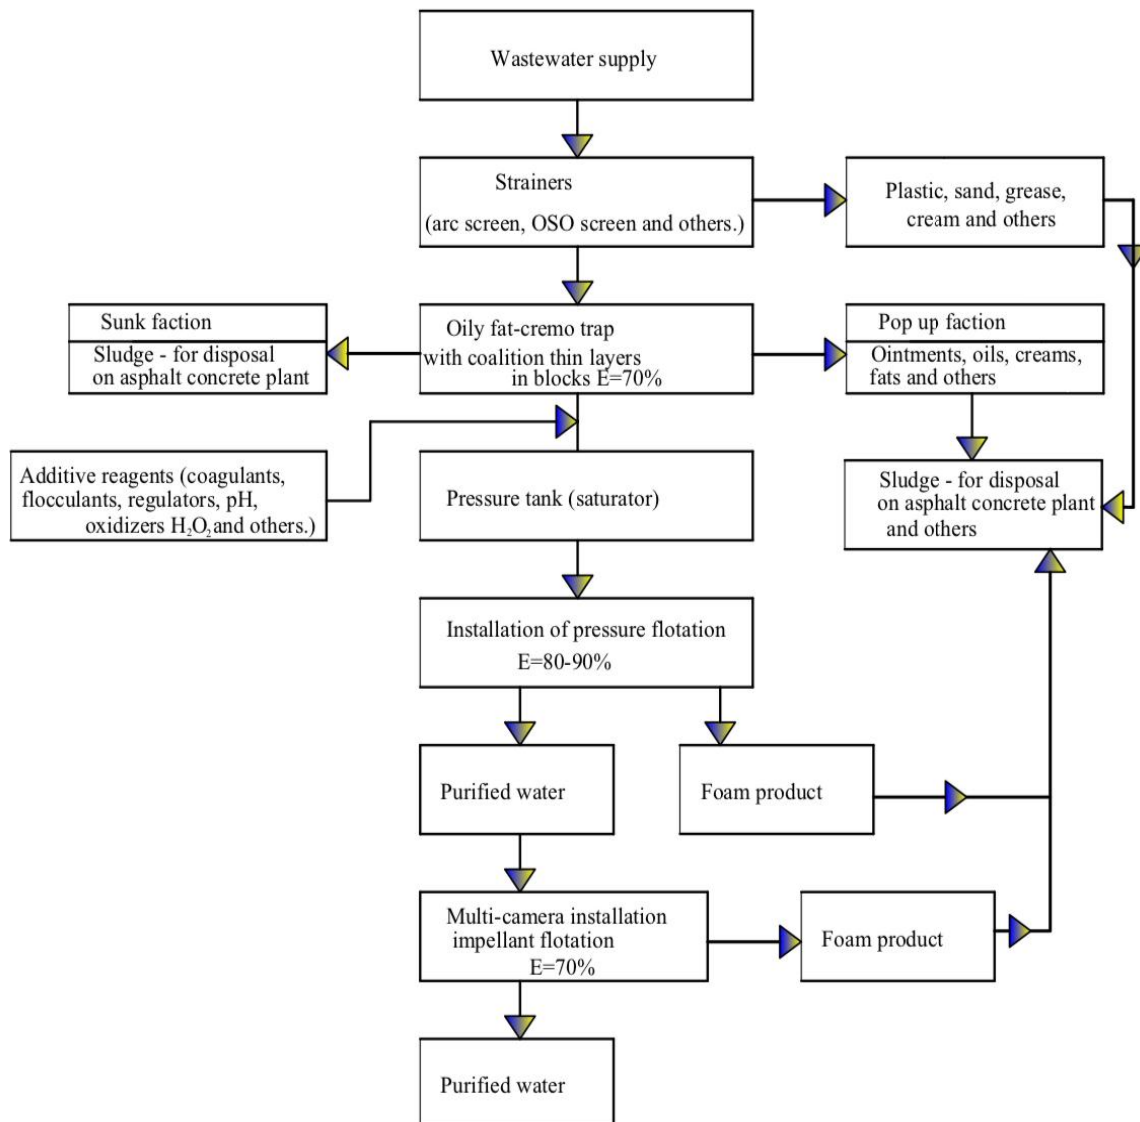 Wastewater supply
Strainers
(arc screen, OSO screen and others.)
Plastic, sand, grease,
cream and others
Sunk faction
Sludge - for disposal
on asphalt concrete plant
Oily fat-cremo trap
with coalition thin layers
in blocks E=70%
Pop up faction
Ointments, oils, creams,
fats and others
Additive reagents (coagulants,
flocculants, regulators, pH,
oxidizers H₂O₂ and others.)
Pressure tank (saturator)
Sludge - for disposal
on asphalt concrete plant
and others
Installation of pressure flotation
E=80-90%
Purified water
Foam product
Multi-camera installation
impellant flotation
E=70%
Foam product
Purified water